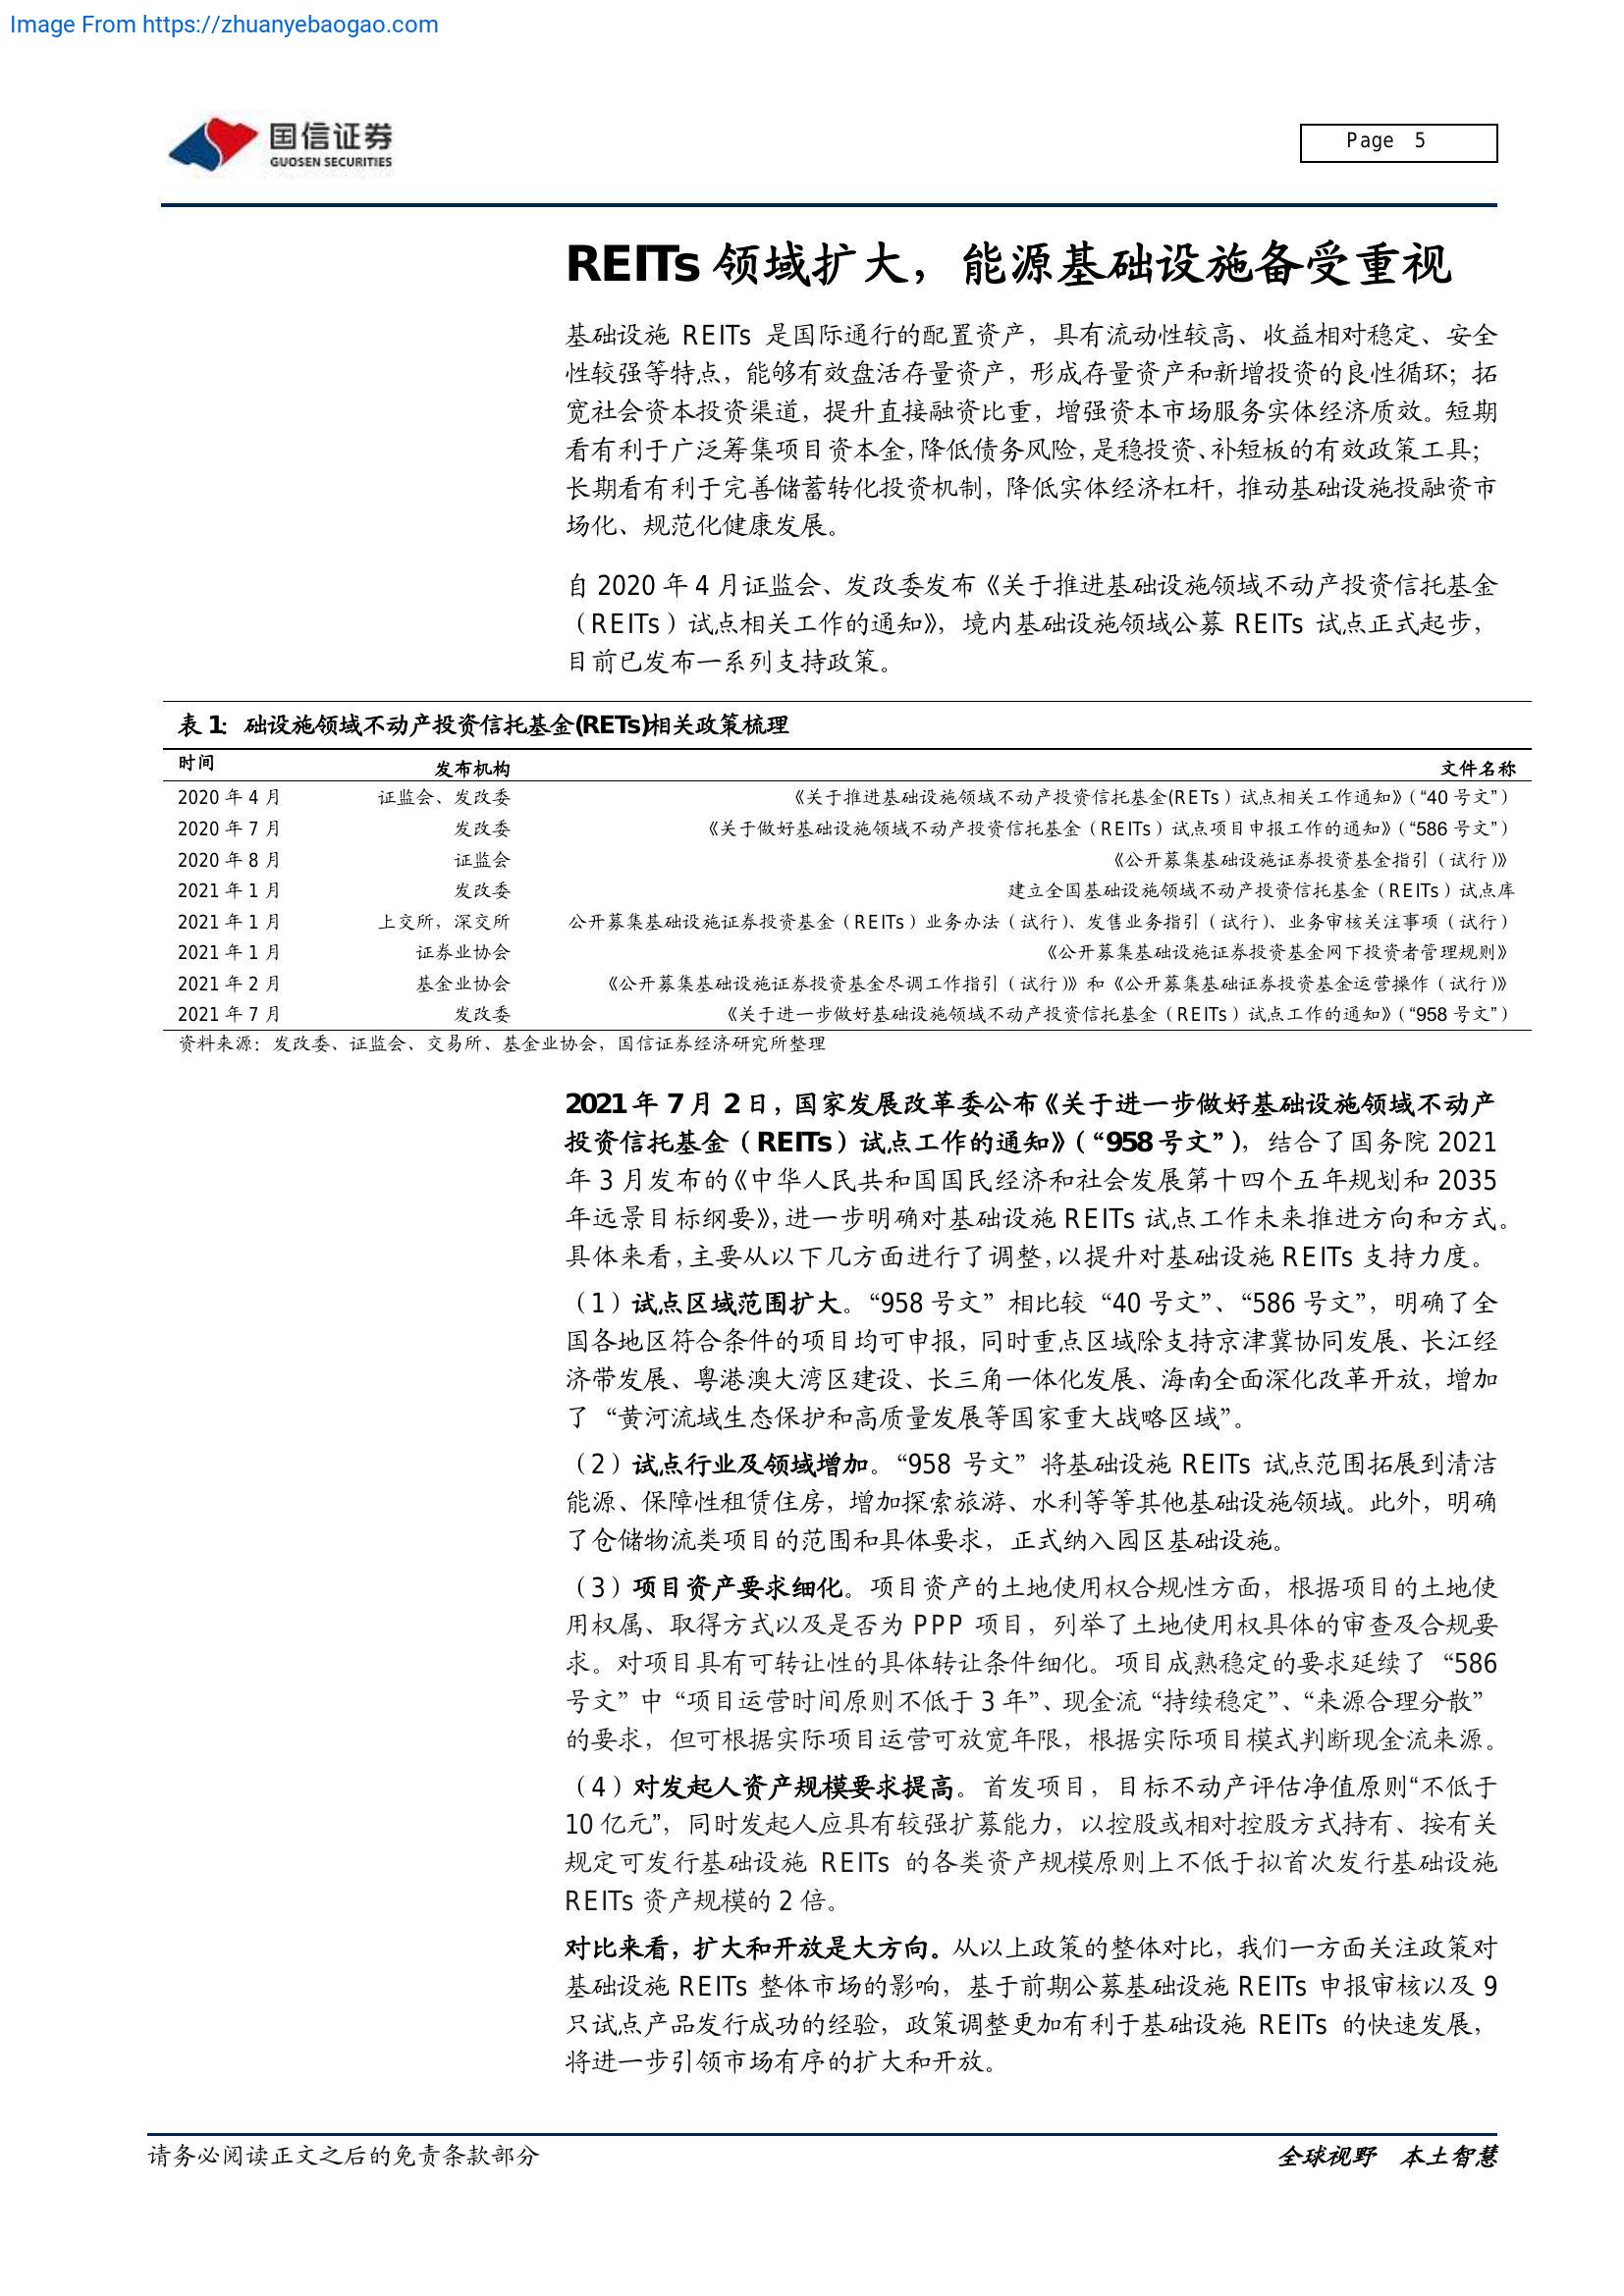 Image From https://zhuanyebaogao.com
国信证券
GUOSEN SECURITIES
Page 5
REITs 领域扩大，能源基础设施备受重视
基础设施 REITs 是国际通行的配置资产，具有流动性较高、收益相对稳定、安全
性较强等特点，能够有效盘活存量资产，形成存量资产和新增投资的良性循环；拓
宽社会资本投资渠道，提升直接融资比重，增强资本市场服务实体经济质效。短期
看有利于广泛筹集项目资本金，降低债务风险，是稳投资、补短板的有效政策工具；
长期看有利于完善储蓄转化投资机制，降低实体经济杠杆，推动基础设施投融资市
场化、规范化健康发展。
自 2020 年 4 月证监会、发改委发布《关于推进基础设施领域不动产投资信托基金
（REITs）试点相关工作的通知》，境内基础设施领域公募 REITs 试点正式起步，
目前已发布一系列支持政策。
表 1：础设施领域不动产投资信托基金(RETs)相关政策梳理
时间 发布机构 文件名称
2020 年 4 月 证监会、发改委 《关于推进基础设施领域不动产投资信托基金(RETs）试点相关工作通知》（“40 号文”）
2020 年 7 月 发改委 《关于做好基础设施领域不动产投资信托基金（REITs）试点项目申报工作的通知》（“586 号文”）
2020 年 8 月 证监会 《公开募集基础设施证券投资基金指引（试行）》
2021 年 1 月 发改委 建立全国基础设施领域不动产投资信托基金（REITs）试点库
2021 年 1 月 上交所，深交所 公开募集基础设施证券投资基金（REITs）业务办法（试行）、发售业务指引（试行）、业务审核关注事项（试行）
2021 年 1 月 证券业协会 《公开募集基础设施证券投资基金网下投资者管理规则》
2021 年 2 月 基金业协会 《公开募集基础设施证券投资基金尽调工作指引（试行）》和《公开募集基础证券投资基金运营操作（试行）》
2021 年 7 月 发改委 《关于进一步做好基础设施领域不动产投资信托基金（REITs）试点工作的通知》（“958 号文”）
资料来源：发改委、证监会、交易所、基金业协会，国信证券经济研究所整理
2021 年 7 月 2 日，国家发展改革委公布《关于进一步做好基础设施领域不动产
投资信托基金（REITs）试点工作的通知》（“958 号文”），结合了国务院 2021
年 3 月发布的《中华人民共和国国民经济和社会发展第十四个五年规划和 2035
年远景目标纲要》，进一步明确对基础设施 REITs 试点工作未来推进方向和方式。
具体来看，主要从以下几方面进行了调整，以提升对基础设施 REITs 支持力度。
（1）试点区域范围扩大。“958 号文”相比较“40 号文”、“586 号文”，明确了全
国各地区符合条件的项目均可申报，同时重点区域除支持京津冀协同发展、长江经
济带发展、粤港澳大湾区建设、长三角一体化发展、海南全面深化改革开放，增加
了“黄河流域生态保护和高质量发展等国家重大战略区域”。
（2）试点行业及领域增加。“958 号文”将基础设施 REITs 试点范围拓展到清洁
能源、保障性租赁住房，增加探索旅游、水利等等其他基础设施领域。此外，明确
了仓储物流类项目的范围和具体要求，正式纳入园区基础设施。
（3）项目资产要求细化。项目资产的土地使用权合规性方面，根据项目的土地使
用权属、取得方式以及是否为 PPP 项目，列举了土地使用权具体的审查及合规要
求。对项目具有可转让性的具体转让条件细化。项目成熟稳定的要求延续了“586
号文”中“项目运营时间原则不低于 3 年”、现金流“持续稳定”、“来源合理分散”
的要求，但可根据实际项目运营可放宽年限，根据实际项目模式判断现金流来源。
（4）对发起人资产规模要求提高。首发项目，目标不动产评估净值原则“不低于
10 亿元”，同时发起人应具有较强扩募能力，以控股或相对控股方式持有、按有关
规定可发行基础设施 REITs 的各类资产规模原则上不低于拟首次发行基础设施
REITs 资产规模的 2 倍。
对比来看，扩大和开放是大方向。从以上政策的整体对比，我们一方面关注政策对
基础设施 REITs 整体市场的影响，基于前期公募基础设施 REITs 申报审核以及 9
只试点产品发行成功的经验，政策调整更加有利于基础设施 REITs 的快速发展，
将进一步引领市场有序的扩大和开放。
请务必阅读正文之后的免责条款部分
全球视野 本土智慧